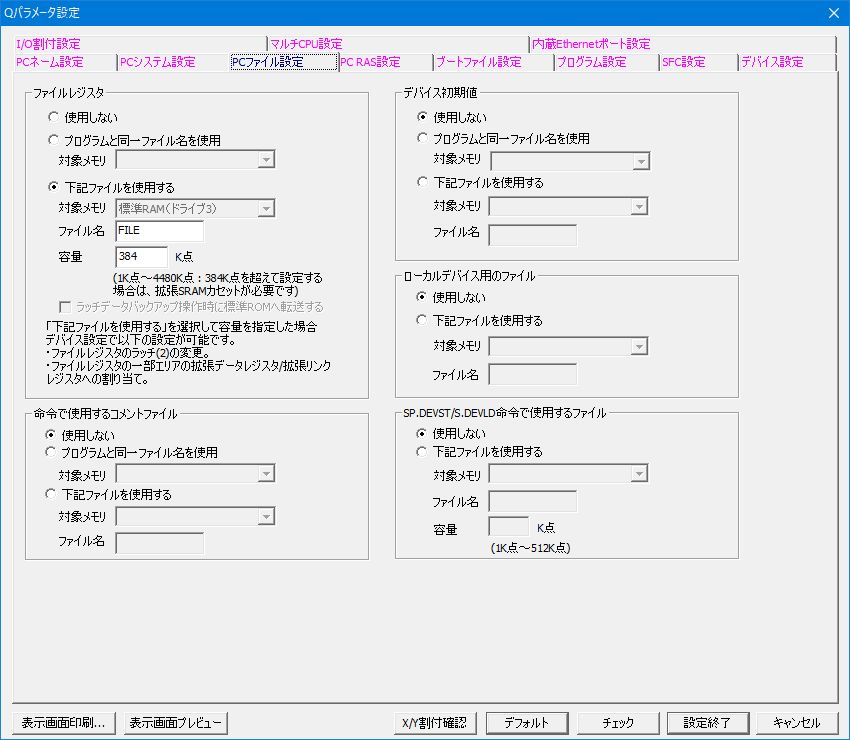 Qパラメータ設定
I/O割付設定
マルチCPU設定
内蔵Ethernetポート設定
PCネーム設定
PCシステム設定
PCファイル設定
PC RAS設定
ブートファイル設定
プログラム設定
SFC設定
デバイス設定
ファイルレジスタ
使用しない
プログラムと同一ファイル名を使用
対象メモリ
下記ファイルを使用する
対象メモリ 標準RAM(ドライブ3)
ファイル名 FILE
容量 384 K点
(1K点～4480K点：384K点を超えて設定する
場合は、拡張SRAMカセットが必要です)
ラッチデータバックアップ操作時に標準ROMへ転送する
「下記ファイルを使用する」を選択して容量を指定した場合
デバイス設定で以下の設定が可能です。
・ファイルレジスタのラッチ(2)の変更。
・ファイルレジスタの一部エリアの拡張データレジスタ/拡張リンク
レジスタへの割り当て。
命令で使用するコメントファイル
使用しない
プログラムと同一ファイル名を使用
対象メモリ
下記ファイルを使用する
対象メモリ
ファイル名
デバイス初期値
使用しない
プログラムと同一ファイル名を使用
対象メモリ
下記ファイルを使用する
対象メモリ
ファイル名
ローカルデバイス用のファイル
使用しない
下記ファイルを使用する
対象メモリ
ファイル名
SP.DEVST/S.DEVLD命令で使用するファイル
使用しない
下記ファイルを使用する
対象メモリ
ファイル名
容量 K点
(1K点～512K点)
表示画面印刷...
表示画面プレビュー
X/Y割付確認
デフォルト
チェック
設定終了
キャンセル